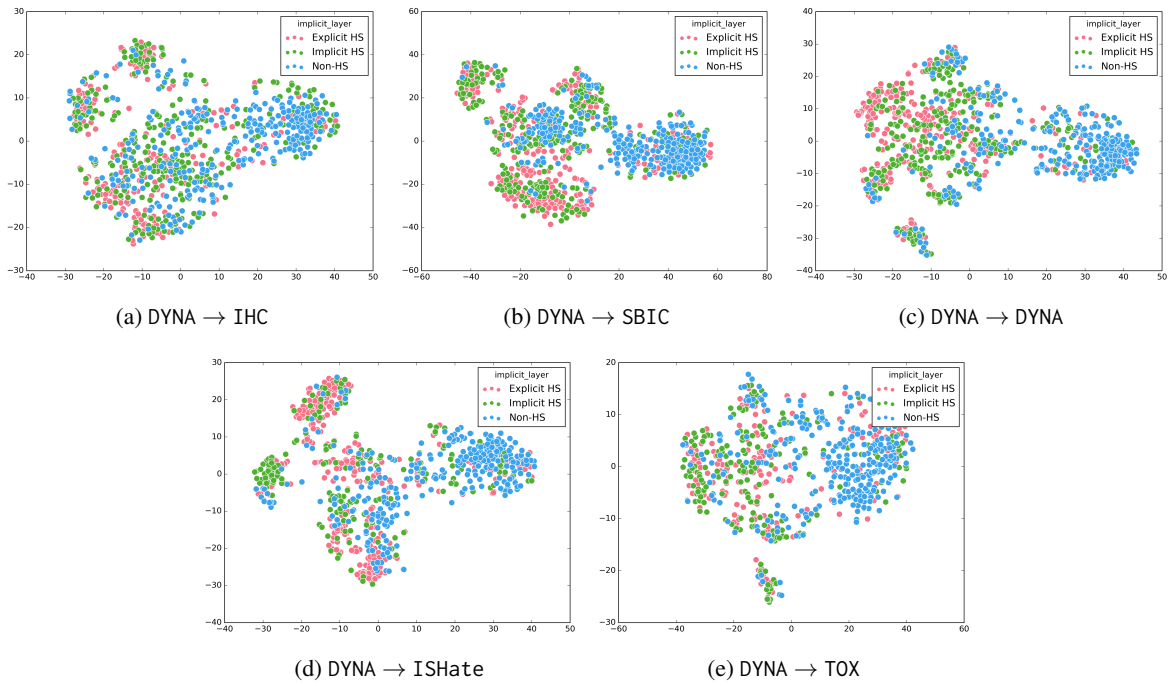 implicit_layer
Explicit HS
Implicit HS
Non-HS
30
20
10
0
−10
−20
−30
−40 −30 −20 −10 0 10 20 30 40 50
(a) DYNA → IHC
implicit_layer
Explicit HS
Implicit HS
Non-HS
60
40
20
0
−20
−40
−60
−60 −40 −20 0 20 40 60 80
(b) DYNA → SBIC
implicit_layer
Explicit HS
Implicit HS
Non-HS
40
30
20
10
0
−10
−20
−30
−40
−40 −30 −20 −10 0 10 20 30 40 50
(c) DYNA → DYNA
implicit_layer
Explicit HS
Implicit HS
Non-HS
30
20
10
0
−10
−20
−30
−40
−40 −30 −20 −10 0 10 20 30 40 50
(d) DYNA → ISHate
implicit_layer
Explicit HS
Implicit HS
Non-HS
20
10
0
−10
−20
−30
−60 −40 −20 0 20 40 60
(e) DYNA → TOX